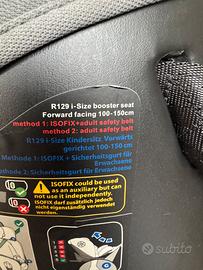 R129 i-Size booster seat
Forward facing 100-150cm
method 1: ISOFIX+adult safety belt
method 2: adult safety belt
R129 i-Size Kindersitz Vorwärts
gerichtet 100-150 cm
Methode 1: ISOFIX + Sicherheitsgurt für
Erwachsene
Methode 2: Sicherheitsgurt für
Erwachsene
ISOFIX could be used
as an auxiliary but can
not use it independently.
ISOFIX darf zusätzlich jedoch
nicht eigenständig verwendet
werden.
subito